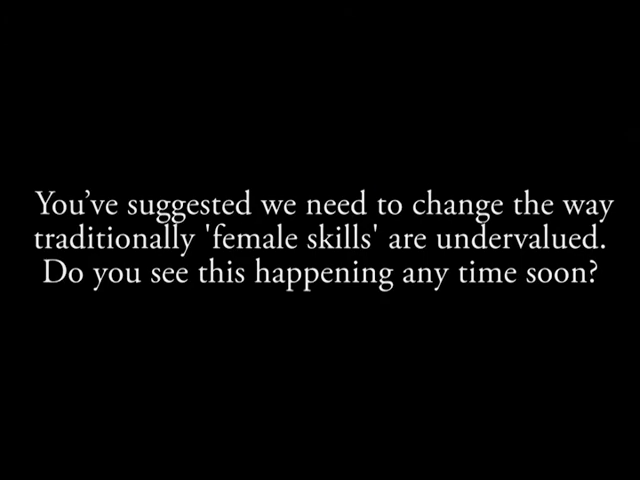 You’ve suggested we need to change the way
traditionally 'female skills' are undervalued.
Do you see this happening any time soon?